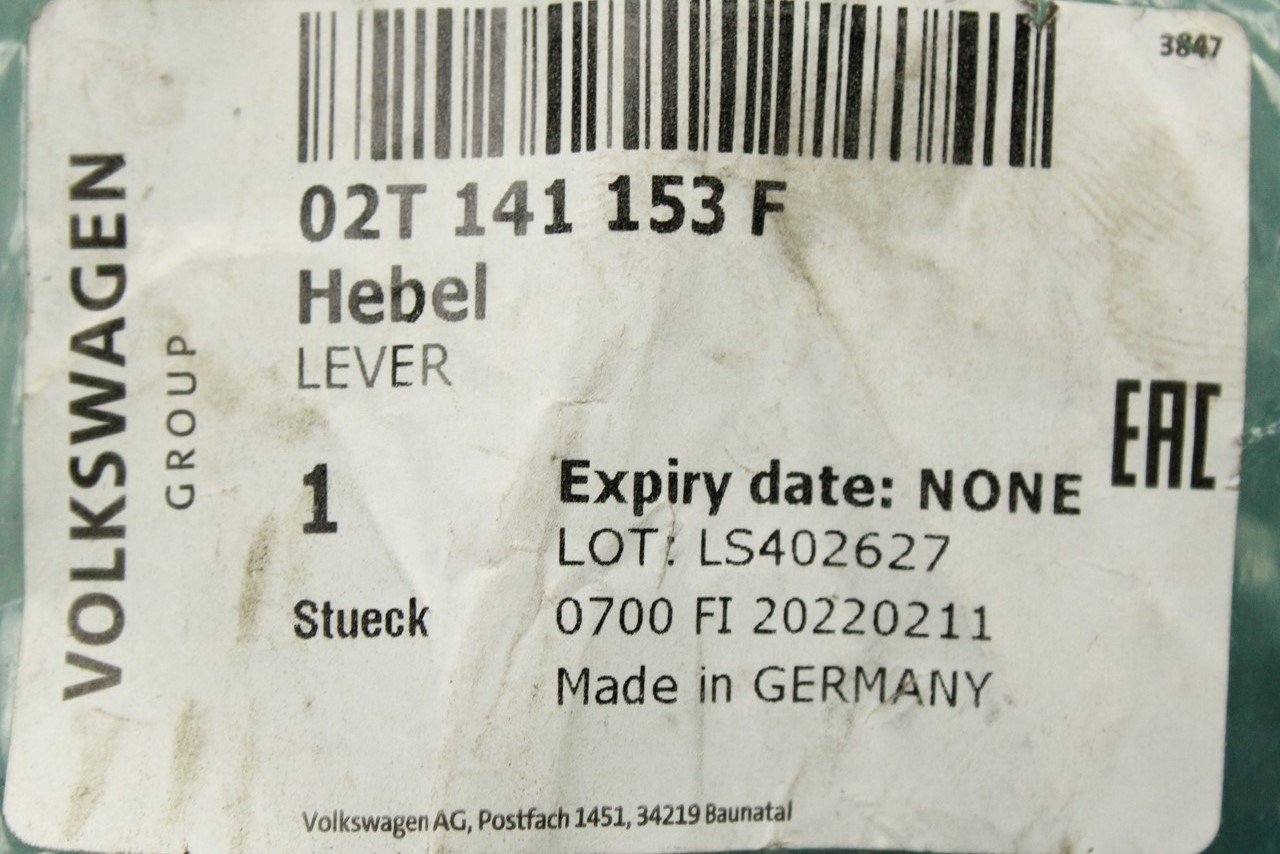 3847
VOLKSWAGEN
GROUP
02T 141 153 F
Hebel
LEVER
EAC
1
Expiry date: NONE
LOT: LS402627
Stueck
0700 FI 20220211
Made in GERMANY
Volkswagen AG, Postfach 1451, 34219 Baunatal